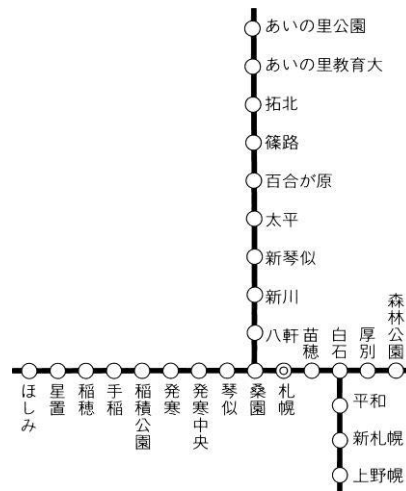 あいの里公園
あいの里教育大
拓北
篠路
百合が原
太平
新琴似
新川
八軒
苗穂
白石
厚別
森林公園
ほしみ
星置
稲穂
手稲
稲積公園
発寒
発寒中央
琴似
桑園
札幌
平和
新札幌
上野幌